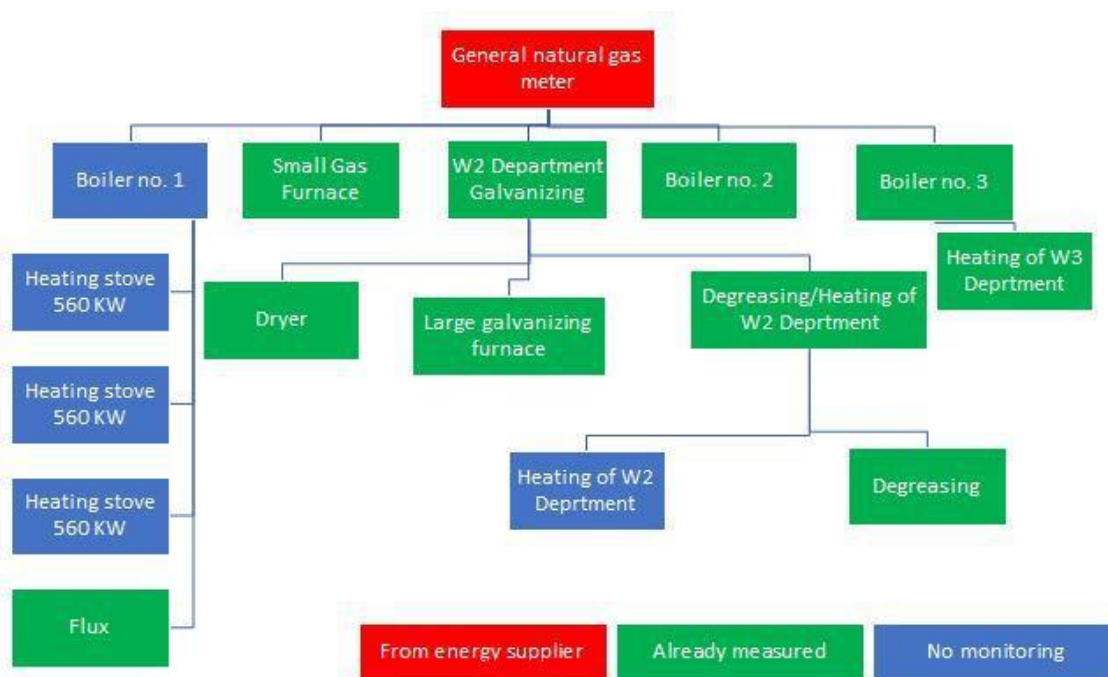 General natural gas
meter
Boiler no. 1
Small Gas
Furnace
W2 Department
Galvanizing
Boiler no. 2
Boiler no. 3
Heating stove
560 KW
Dryer
Large galvanizing
furnace
Degreasing/Heating of
W2 Deprtment
Heating of W3
Deprtment
Heating stove
560 KW
Heating stove
560 KW
Heating of W2
Deprtment
Degreasing
Flux
From energy supplier
Already measured
No monitoring